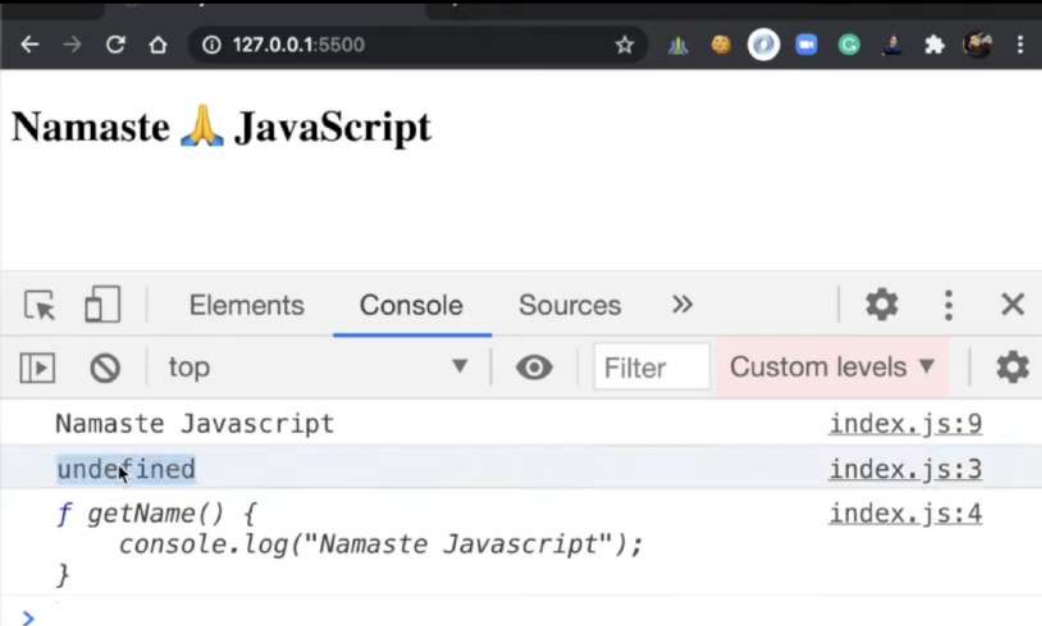 127.0.0.1:5500
Namaste 🙏 JavaScript
Elements Console Sources »
top Filter Custom levels
Namaste Javascript index.js:9
undefined index.js:3
f getName() { index.js:4
console.log("Namaste Javascript");
}
>